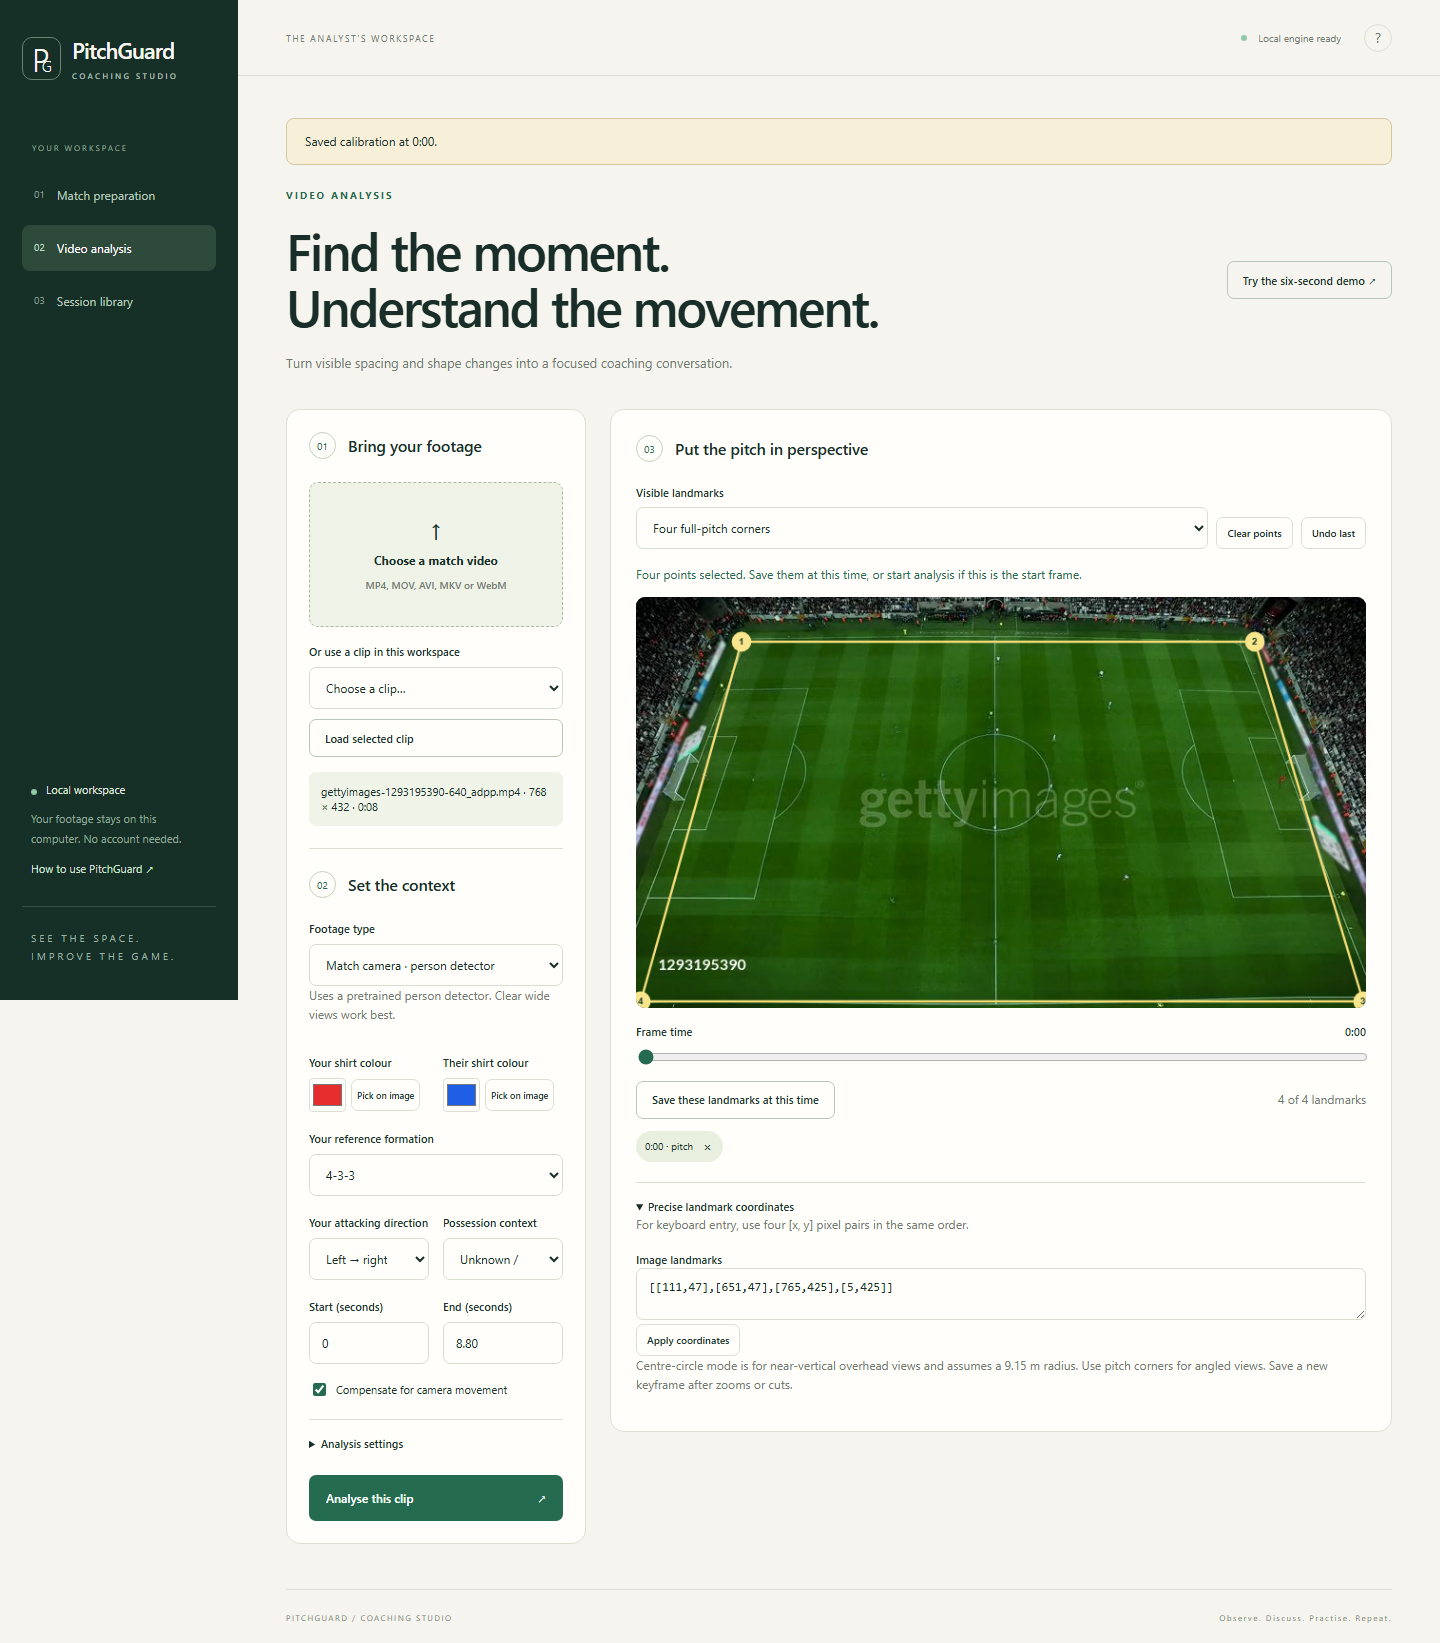 PG
PitchGuard
COACHING STUDIO
YOUR WORKSPACE
01 Match preparation
02 Video analysis
03 Session library
Local workspace
Your footage stays on this
computer. No account needed.
How to use PitchGuard ↗
SEE THE SPACE.
IMPROVE THE GAME.
THE ANALYST'S WORKSPACE
Local engine ready
?
Saved calibration at 0:00.
VIDEO ANALYSIS
Find the moment.
Understand the movement.
Try the six-second demo ↗
Turn visible spacing and shape changes into a focused coaching conversation.
01 Bring your footage
↑
Choose a match video
MP4, MOV, AVI, MKV or WebM
Or use a clip in this workspace
Choose a clip...
Load selected clip
gettyimages-1293195390-640_adpp.mp4 · 768
× 432 · 0:08
02 Set the context
Footage type
Match camera · person detector
Uses a pretrained person detector. Clear wide
views work best.
Your shirt colour Their shirt colour
Pick on image Pick on image
Your reference formation
4-3-3
Your attacking direction Possession context
Left → right Unknown /
Start (seconds) End (seconds)
0 8.80
Compensate for camera movement
Analysis settings
Analyse this clip ↗
03 Put the pitch in perspective
Visible landmarks
Four full-pitch corners
Clear points Undo last
Four points selected. Save them at this time, or start analysis if this is the start frame.
1 2
gettyimages®
1293195390
4 3
Frame time 0:00
Save these landmarks at this time 4 of 4 landmarks
0:00 · pitch ×
Precise landmark coordinates
For keyboard entry, use four [x, y] pixel pairs in the same order.
Image landmarks
[[111,47],[651,47],[765,425],[5,425]]
Apply coordinates
Centre-circle mode is for near-vertical overhead views and assumes a 9.15 m radius. Use pitch corners for angled views. Save a new
keyframe after zooms or cuts.
PITCHGUARD / COACHING STUDIO
Observe. Discuss. Practise. Repeat.